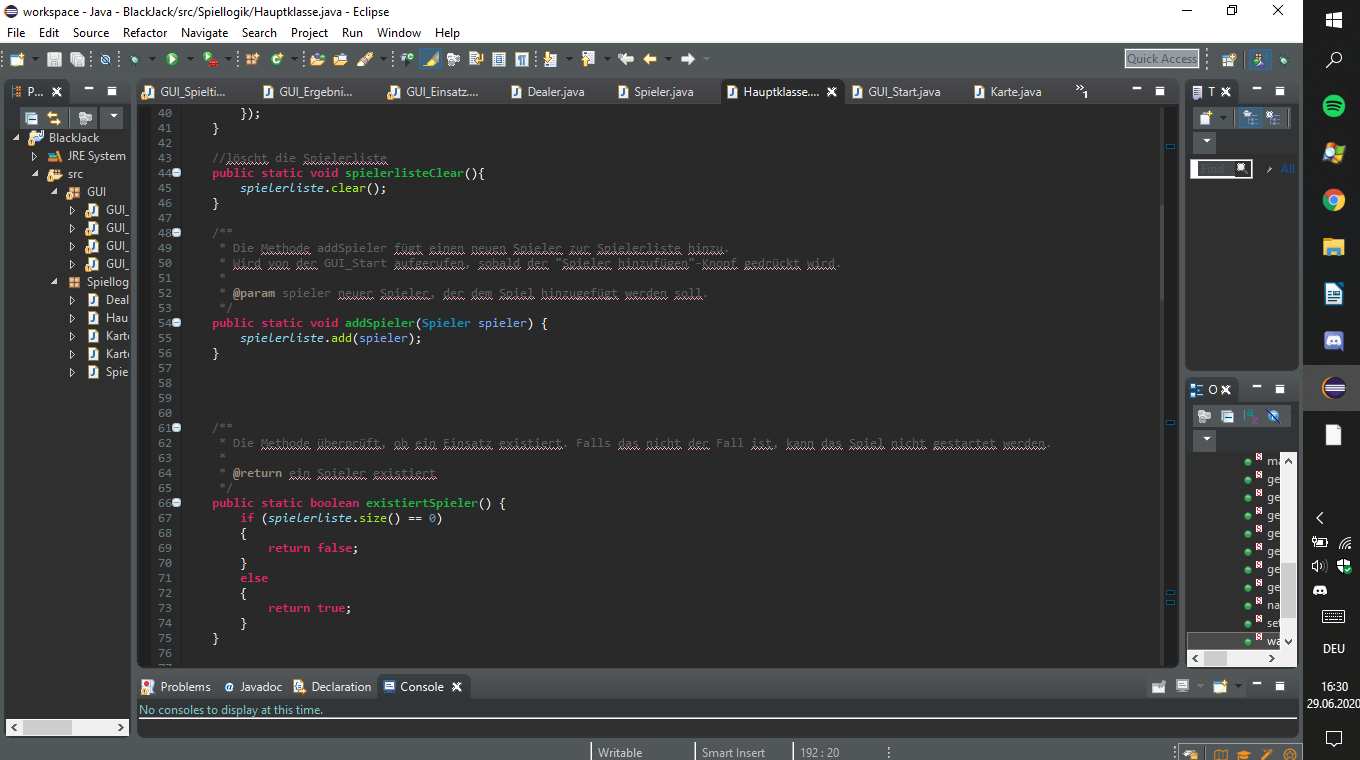 workspace - Java - BlackJack/src/Spiellogik/Hauptklasse.java - Eclipse
File Edit Source Refactor Navigate Search Project Run Window Help
Quick Access
P...
GUI_Spielti... GUI_Ergebni... GUI_Einsatz.... Dealer.java Spieler.java Hauptklasse.... GUI_Start.java Karte.java »1
T
BlackJack
JRE System
src
GUI
GUI_
GUI_
GUI_
GUI_
Spiellog
Deal
Hau
Kart
Kart
Spie
40 });
41 }
42
43 //löscht die Spielerliste
44 public static void spielerlisteClear(){
45 spielerliste.clear();
46 }
47
48 /**
49 * Die Methode addSpieler fügt einen neuen Spieler zur Spielerliste hinzu.
50 * Wird von der GUI_Start aufgerufen, sobald der "Spieler hinzufügen"-Knopf gedrückt wird.
51 *
52 * @param spieler neuer Spieler, der dem Spiel hinzugefügt werden soll.
53 */
54 public static void addSpieler(Spieler spieler) {
55 spielerliste.add(spieler);
56 }
57
58
59
60
61 /**
62 * Die Methode überprüft, ob ein Einsatz existiert. Falls das nicht der Fall ist, kann das Spiel nicht gestartet werden.
63 *
64 * @return ein Spieler existiert
65 */
66 public static boolean existiertSpieler() {
67 if (spielerliste.size() == 0)
68 {
69 return false;
70 }
71 else
72 {
73 return true;
74 }
75 }
76
Find All
O
ma
ge
ge
ge
ge
ge
ge
ge
na
set
wa
Problems Javadoc Declaration Console
No consoles to display at this time.
Writable Smart Insert 192 : 20
DEU
16:30
29.06.2020